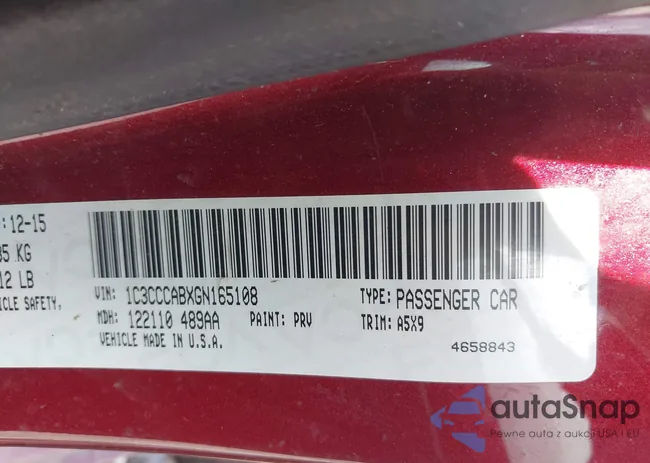 : 12-15
85 KG
12 LB
ICLE SAFETY,
VIN: 1C3CCCABXGN165108
TYPE: PASSENGER CAR
MDH: 122110 489AA
PAINT: PRV
TRIM: A5X9
VEHICLE MADE IN U.S.A.
4658843
autaSnap
Pewne auta z aukcji USA i EU